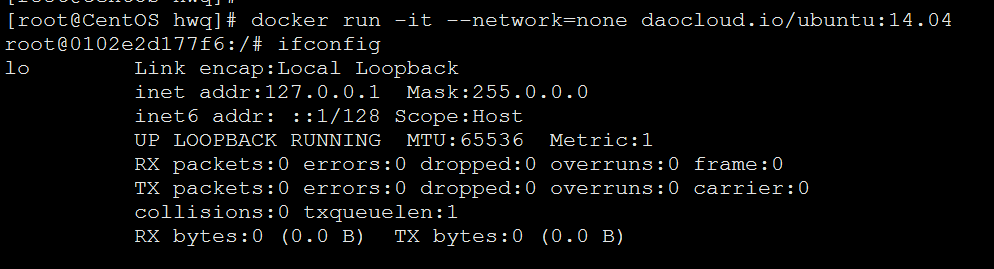 [root@CentOS hwq]#
[root@CentOS hwq]# docker run -it --network=none daocloud.io/ubuntu:14.04
root@0102e2d177f6:/# ifconfig
lo        Link encap:Local Loopback
          inet addr:127.0.0.1  Mask:255.0.0.0
          inet6 addr: ::1/128 Scope:Host
          UP LOOPBACK RUNNING  MTU:65536  Metric:1
          RX packets:0 errors:0 dropped:0 overruns:0 frame:0
          TX packets:0 errors:0 dropped:0 overruns:0 carrier:0
          collisions:0 txqueuelen:1
          RX bytes:0 (0.0 B)  TX bytes:0 (0.0 B)